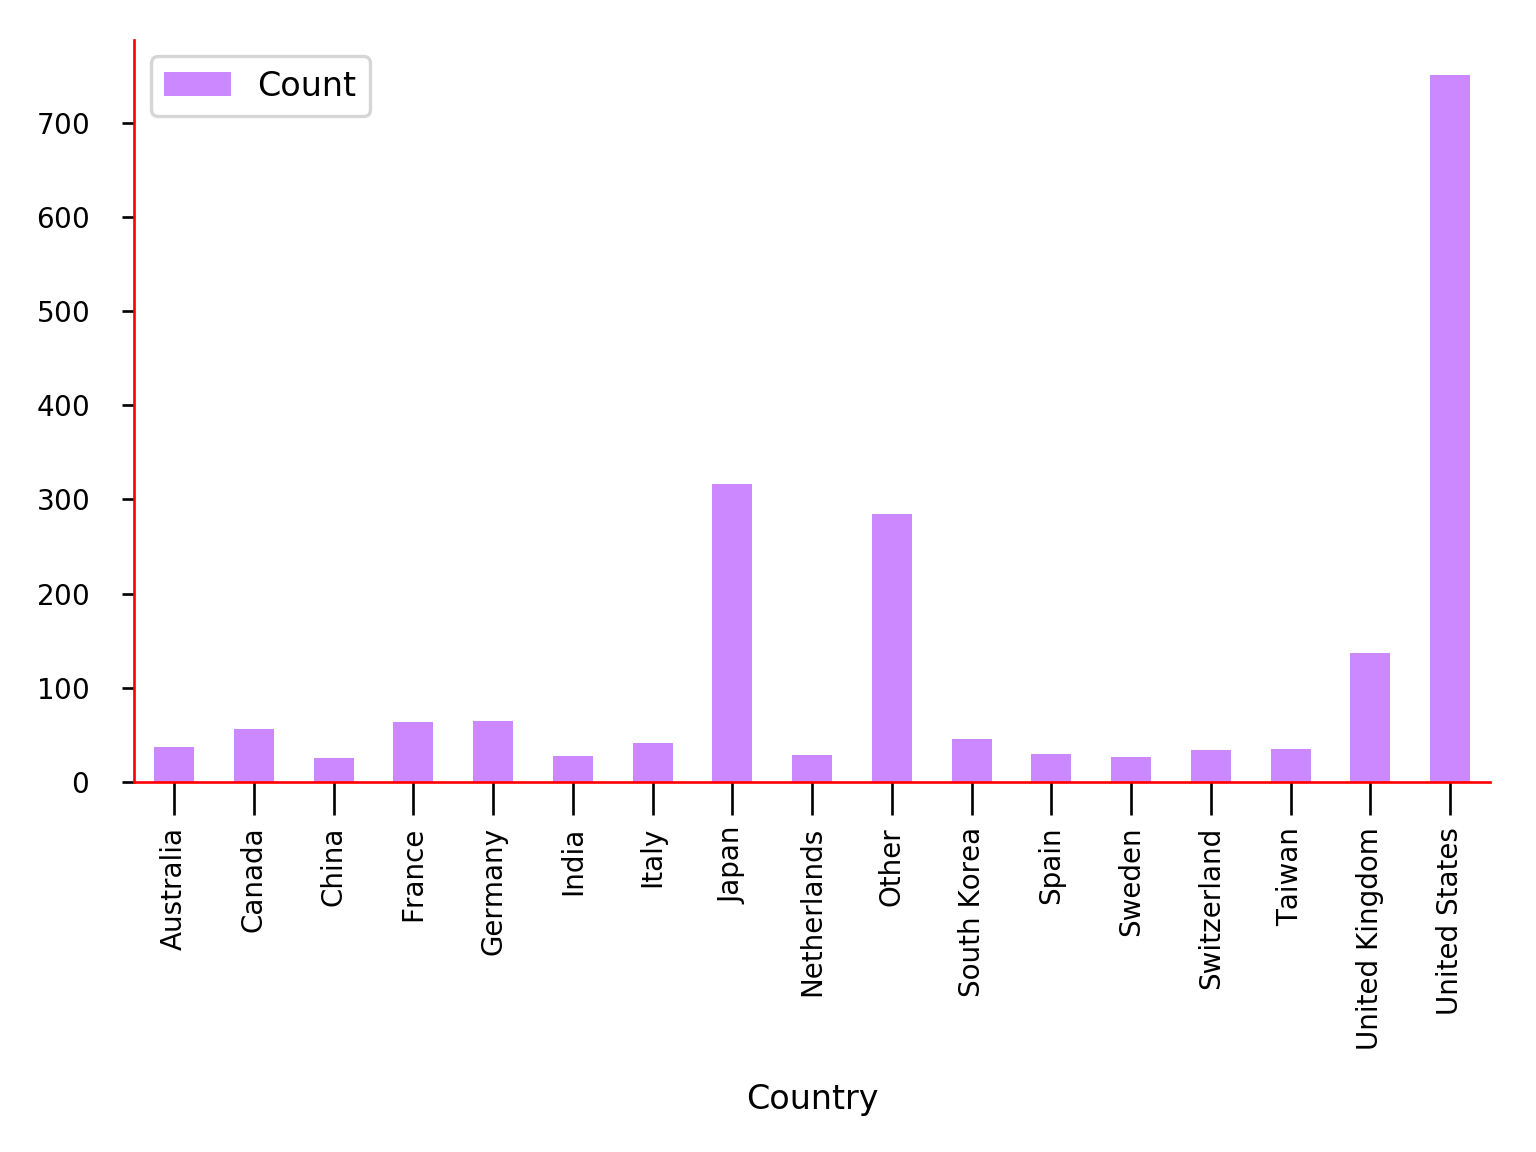 Count
700
600
500
400
300
200
100
0
Australia
Canada
China
France
Germany
India
Italy
Japan
Netherlands
Other
South Korea
Spain
Sweden
Switzerland
Taiwan
United Kingdom
United States
Country